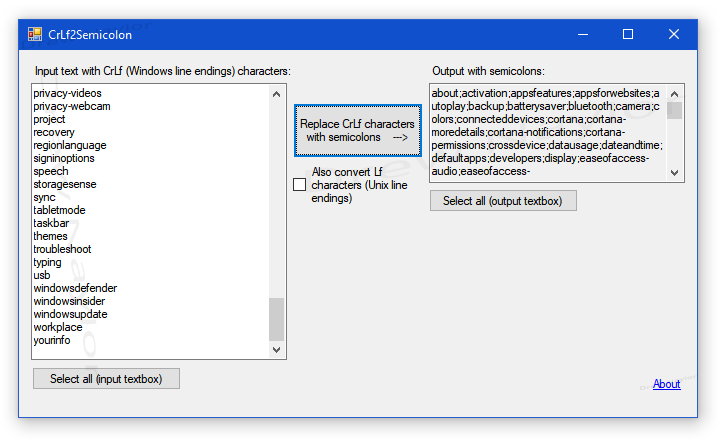 CrLf2Semicolon
Input text with CrLf (Windows line endings) characters:
privacy-videos
privacy-webcam
project
recovery
regionlanguage
signinoptions
speech
storagesense
sync
tabletmode
taskbar
themes
troubleshoot
typing
usb
windowsdefender
windowsinsider
windowsupdate
workplace
yourinfo
Select all (input textbox)
Replace CrLf characters
with semicolons --->
Also convert Lf
characters (Unix line
endings)
Output with semicolons:
about;activation;appsfeatures;appsforwebsites;a
utoplay;backup;batterysaver;bluetooth;camera;c
olors;connecteddevices;cortana;cortana-
moredetails;cortana-notifications;cortana-
permissions;crossdevice;datausage;dateandtime;
defaultapps;developers;display;easeofaccess-
audio;easeofaccess-
Select all (output textbox)
About